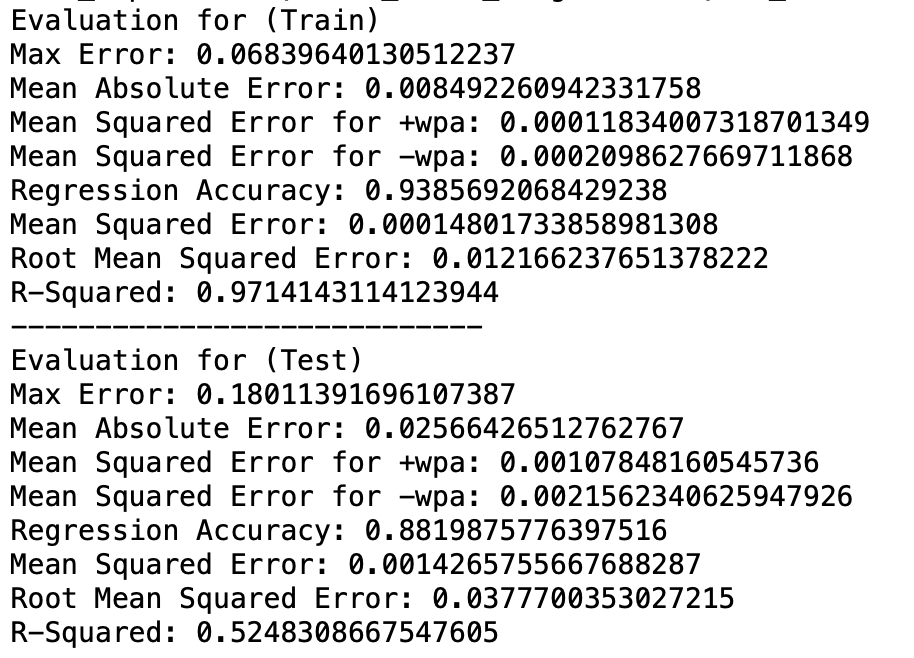 Evaluation for (Train)
Max Error: 0.06839640130512237
Mean Absolute Error: 0.008492260942331758
Mean Squared Error for +wpa: 0.00011834007318701349
Mean Squared Error for -wpa: 0.0002098627669711868
Regression Accuracy: 0.9385692068429238
Mean Squared Error: 0.00014801733858981308
Root Mean Squared Error: 0.012166237651378222
R-Squared: 0.9714143114123944
----------------------------
Evaluation for (Test)
Max Error: 0.18011391696107387
Mean Absolute Error: 0.02566426512762767
Mean Squared Error for +wpa: 0.00107848160545736
Mean Squared Error for -wpa: 0.0021562340625947926
Regression Accuracy: 0.8819875776397516
Mean Squared Error: 0.0014265755667688287
Root Mean Squared Error: 0.0377700353027215
R-Squared: 0.5248308667547605